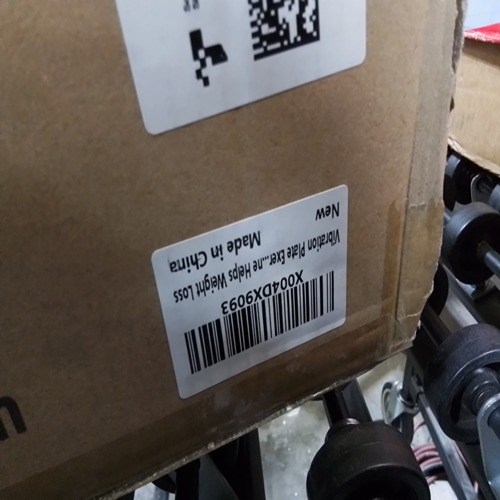 X004DX9093
Vibration Plate Exer...ne Helps Weight Loss
New
Made in China